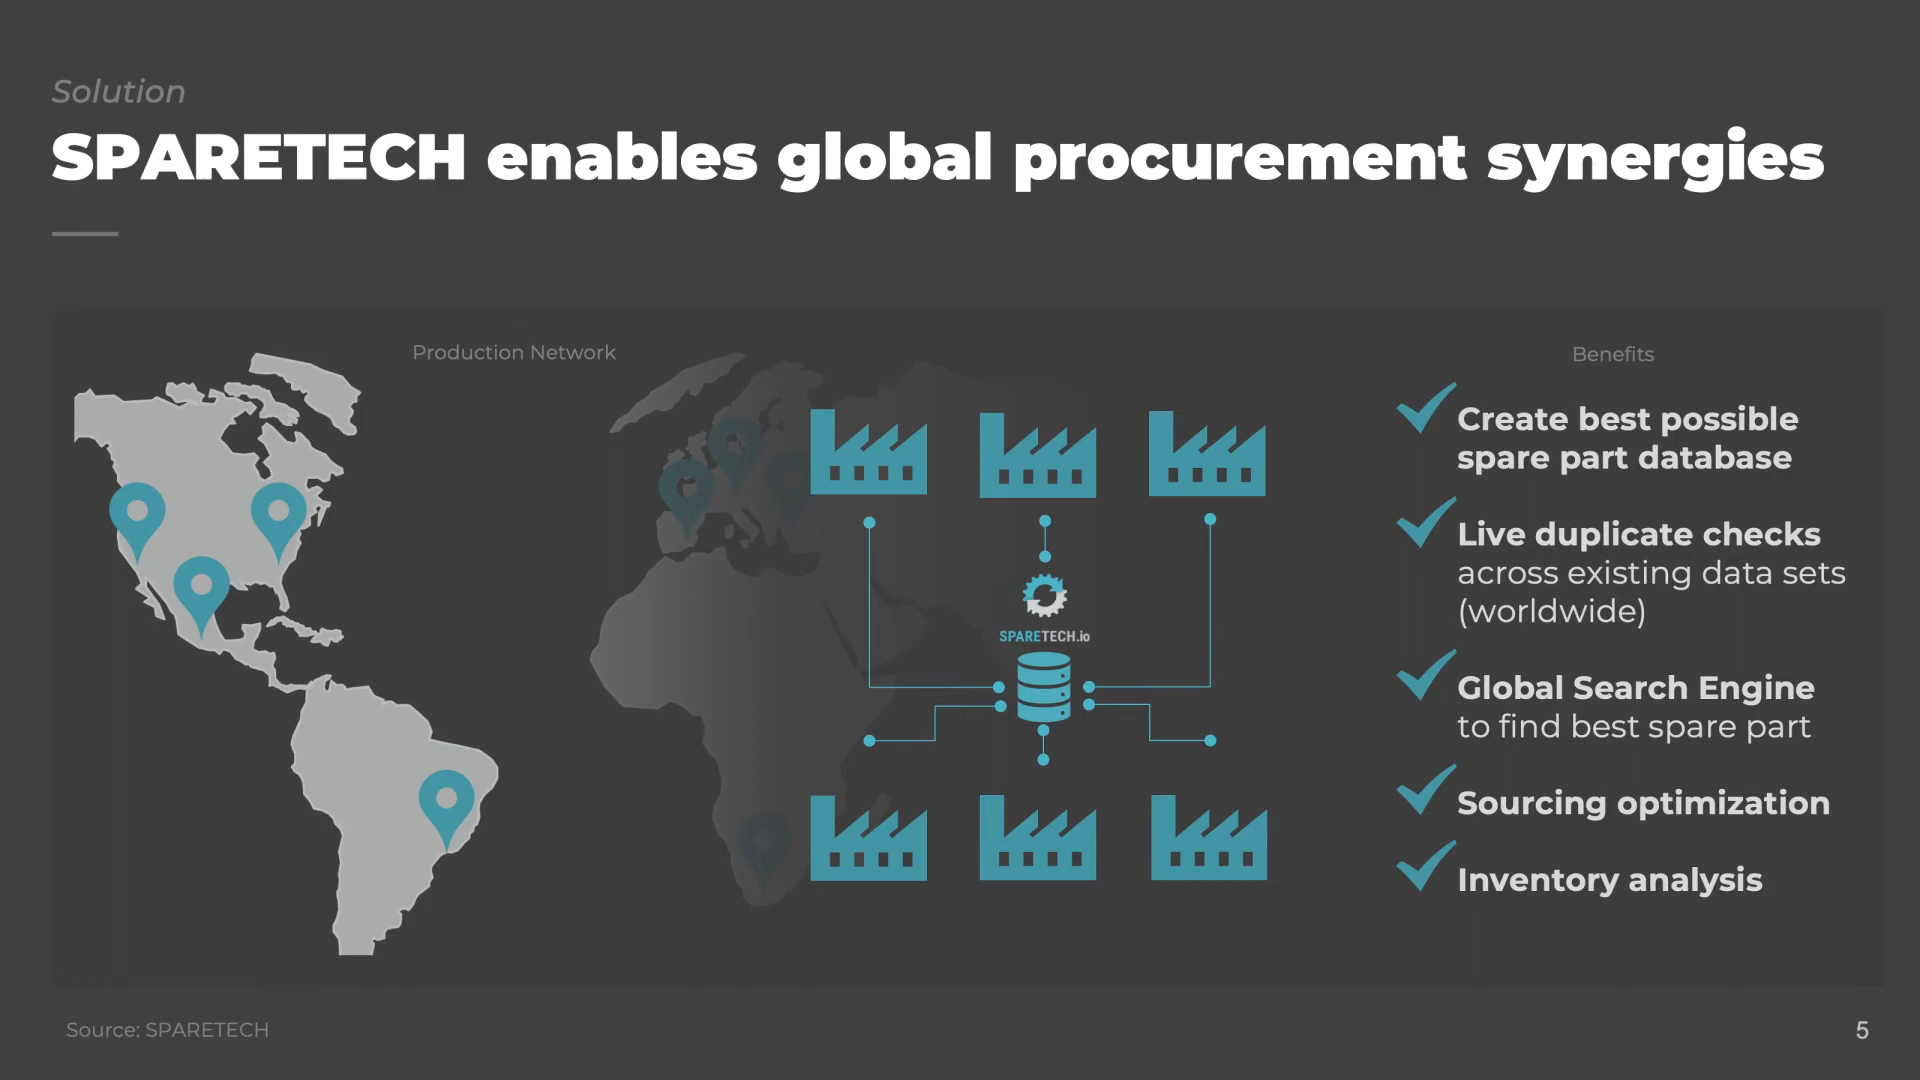 Solution
SPARETECH enables global procurement synergies
Production Network
SPARETECH.io
Benefits
Create best possible
spare part database
Live duplicate checks
across existing data sets
(worldwide)
Global Search Engine
to find best spare part
Sourcing optimization
Inventory analysis
Source: SPARETECH
5